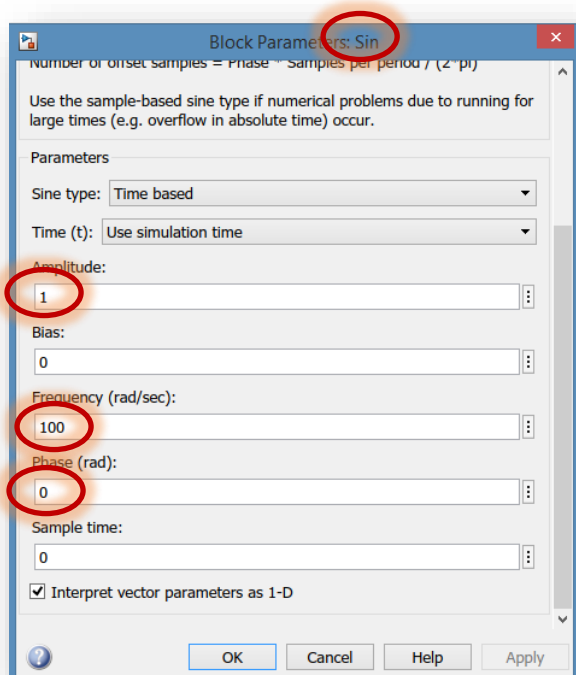 Block Parameters: Sin
Number of offset samples = Phase * Samples per period / (2*pi)
Use the sample-based sine type if numerical problems due to running for
large times (e.g. overflow in absolute time) occur.
Parameters
Sine type: Time based
Time (t): Use simulation time
Amplitude:
1
Bias:
0
Frequency (rad/sec):
100
Phase (rad):
0
Sample time:
0
Interpret vector parameters as 1-D
OK Cancel Help Apply